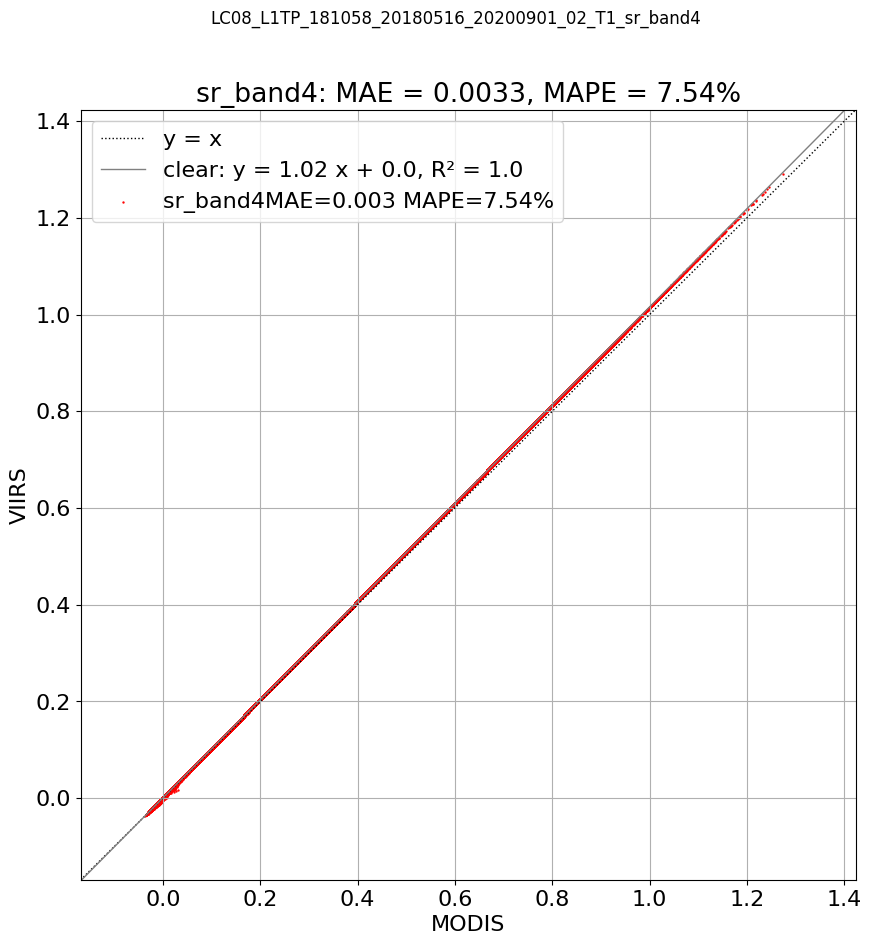 LC08_L1TP_181058_20180516_20200901_02_T1_sr_band4
sr_band4: MAE = 0.0033, MAPE = 7.54%
y = x
clear: y = 1.02 x + 0.0, R² = 1.0
sr_band4MAE=0.003 MAPE=7.54%
1.4
1.2
1.0
0.8
0.6
0.4
0.2
0.0
VIIRS
0.0 0.2 0.4 0.6 0.8 1.0 1.2 1.4
MODIS